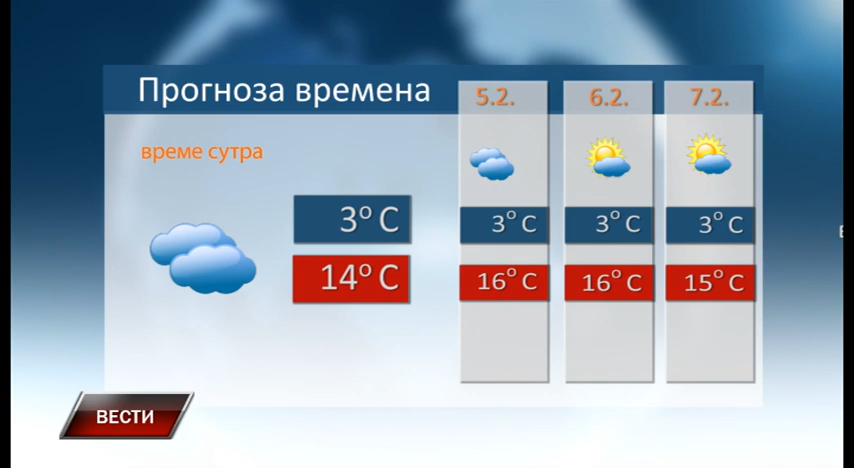 Прогноза времена
време сутра
3° C
14° C
5.2. 6.2. 7.2.
3° C 3° C 3° C
16° C 16° C 15° C
ВЕСТИ